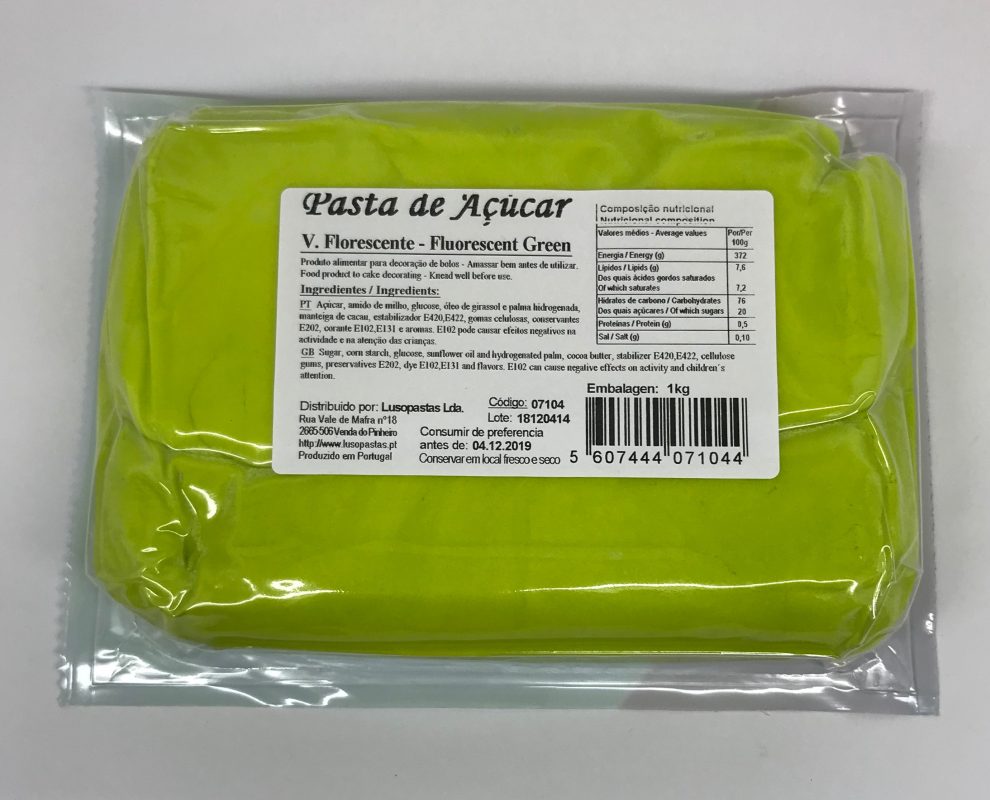 Pasta de Açúcar
V. Florescente - Fluorescent Green
Produto alimentar para decoração de bolos - Amassar bem antes de utilizar.
Food product to cake decorating - Knead well before use.
Ingredientes / Ingredients:
PT Açúcar, amido de milho, glucose, óleo de girassol e palma hidrogenada,
manteiga de cacau, estabilizador E420,E422, gomas celulosas, conservantes
E202, corante E102,E131 e aromas. E102 pode causar efeitos negativos na
actividade e na atenção das crianças.
GB Sugar, corn starch, glucose, sunflower oil and hydrogenated palm, cocoa butter, stabilizer E420,E422, cellulose
gums, preservatives E202, dye E102,E131 and flavors. E102 can cause negative effects on activity and children´s
attention.
Composição nutricional
Nutricional composition
Valores médios - Average values Por/Per
100g
Energia / Energy (g) 372
Lípidos / Lipids (g) 7,6
Dos quais ácidos gordos saturados
Of which saturates 7,2
Hidratos de carbono / Carbohydrates 76
Dos quais açúcares / Of which sugars 20
Proteínas / Protein (g) 0,5
Sal / Salt (g) 0,10
Embalagen: 1kg
Distribuido por: Lusopastas Lda.
Rua Vale de Mafra nº18
2665-506 Venda do Pinheiro
http://www.lusopastas.pt
Produzido em Portugal
Código: 07104
Lote: 18120414
Consumir de preferencia
antes de: 04.12.2019
Conservar em local fresco e seco
5 607444 071044